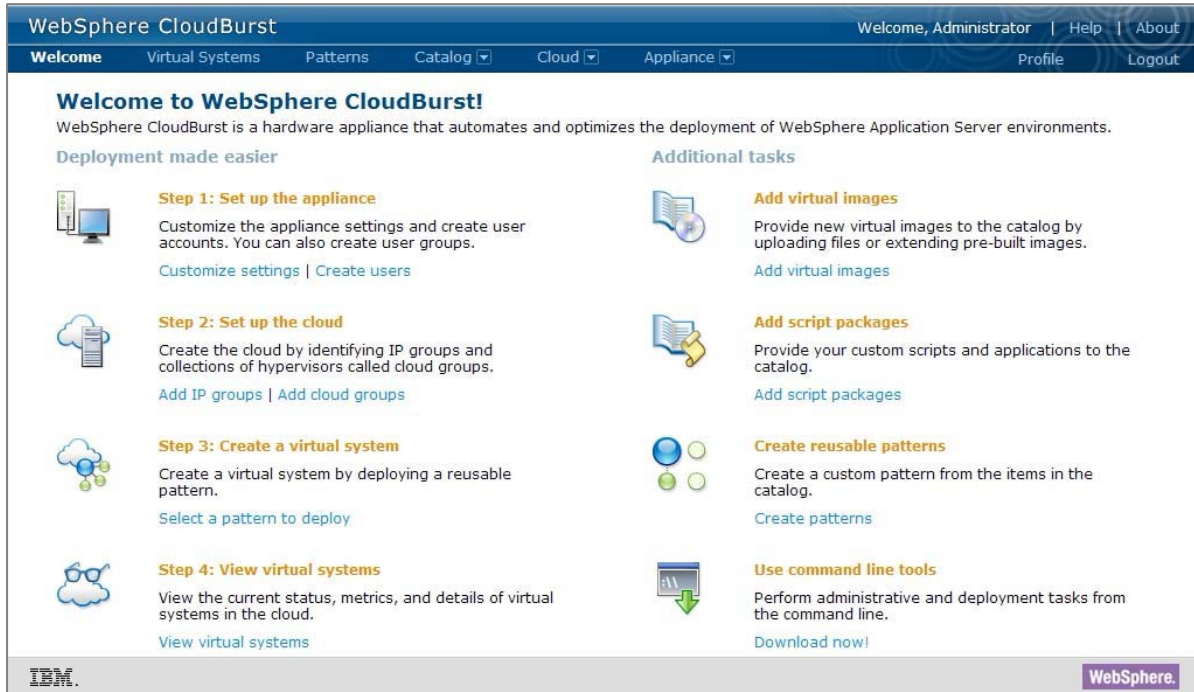 WebSphere CloudBurst
Welcome, Administrator | Help | About
Welcome Virtual Systems Patterns Catalog Cloud Appliance Profile Logout
Welcome to WebSphere CloudBurst!
WebSphere CloudBurst is a hardware appliance that automates and optimizes the deployment of WebSphere Application Server environments.
Deployment made easier
Step 1: Set up the appliance
Customize the appliance settings and create user
accounts. You can also create user groups.
Customize settings | Create users
Step 2: Set up the cloud
Create the cloud by identifying IP groups and
collections of hypervisors called cloud groups.
Add IP groups | Add cloud groups
Step 3: Create a virtual system
Create a virtual system by deploying a reusable
pattern.
Select a pattern to deploy
Step 4: View virtual systems
View the current status, metrics, and details of virtual
systems in the cloud.
View virtual systems
Additional tasks
Add virtual images
Provide new virtual images to the catalog by
uploading files or extending pre-built images.
Add virtual images
Add script packages
Provide your custom scripts and applications to the
catalog.
Add script packages
Create reusable patterns
Create a custom pattern from the items in the
catalog.
Create patterns
:\\
Use command line tools
Perform administrative and deployment tasks from
the command line.
Download now!
IBM.
WebSphere.